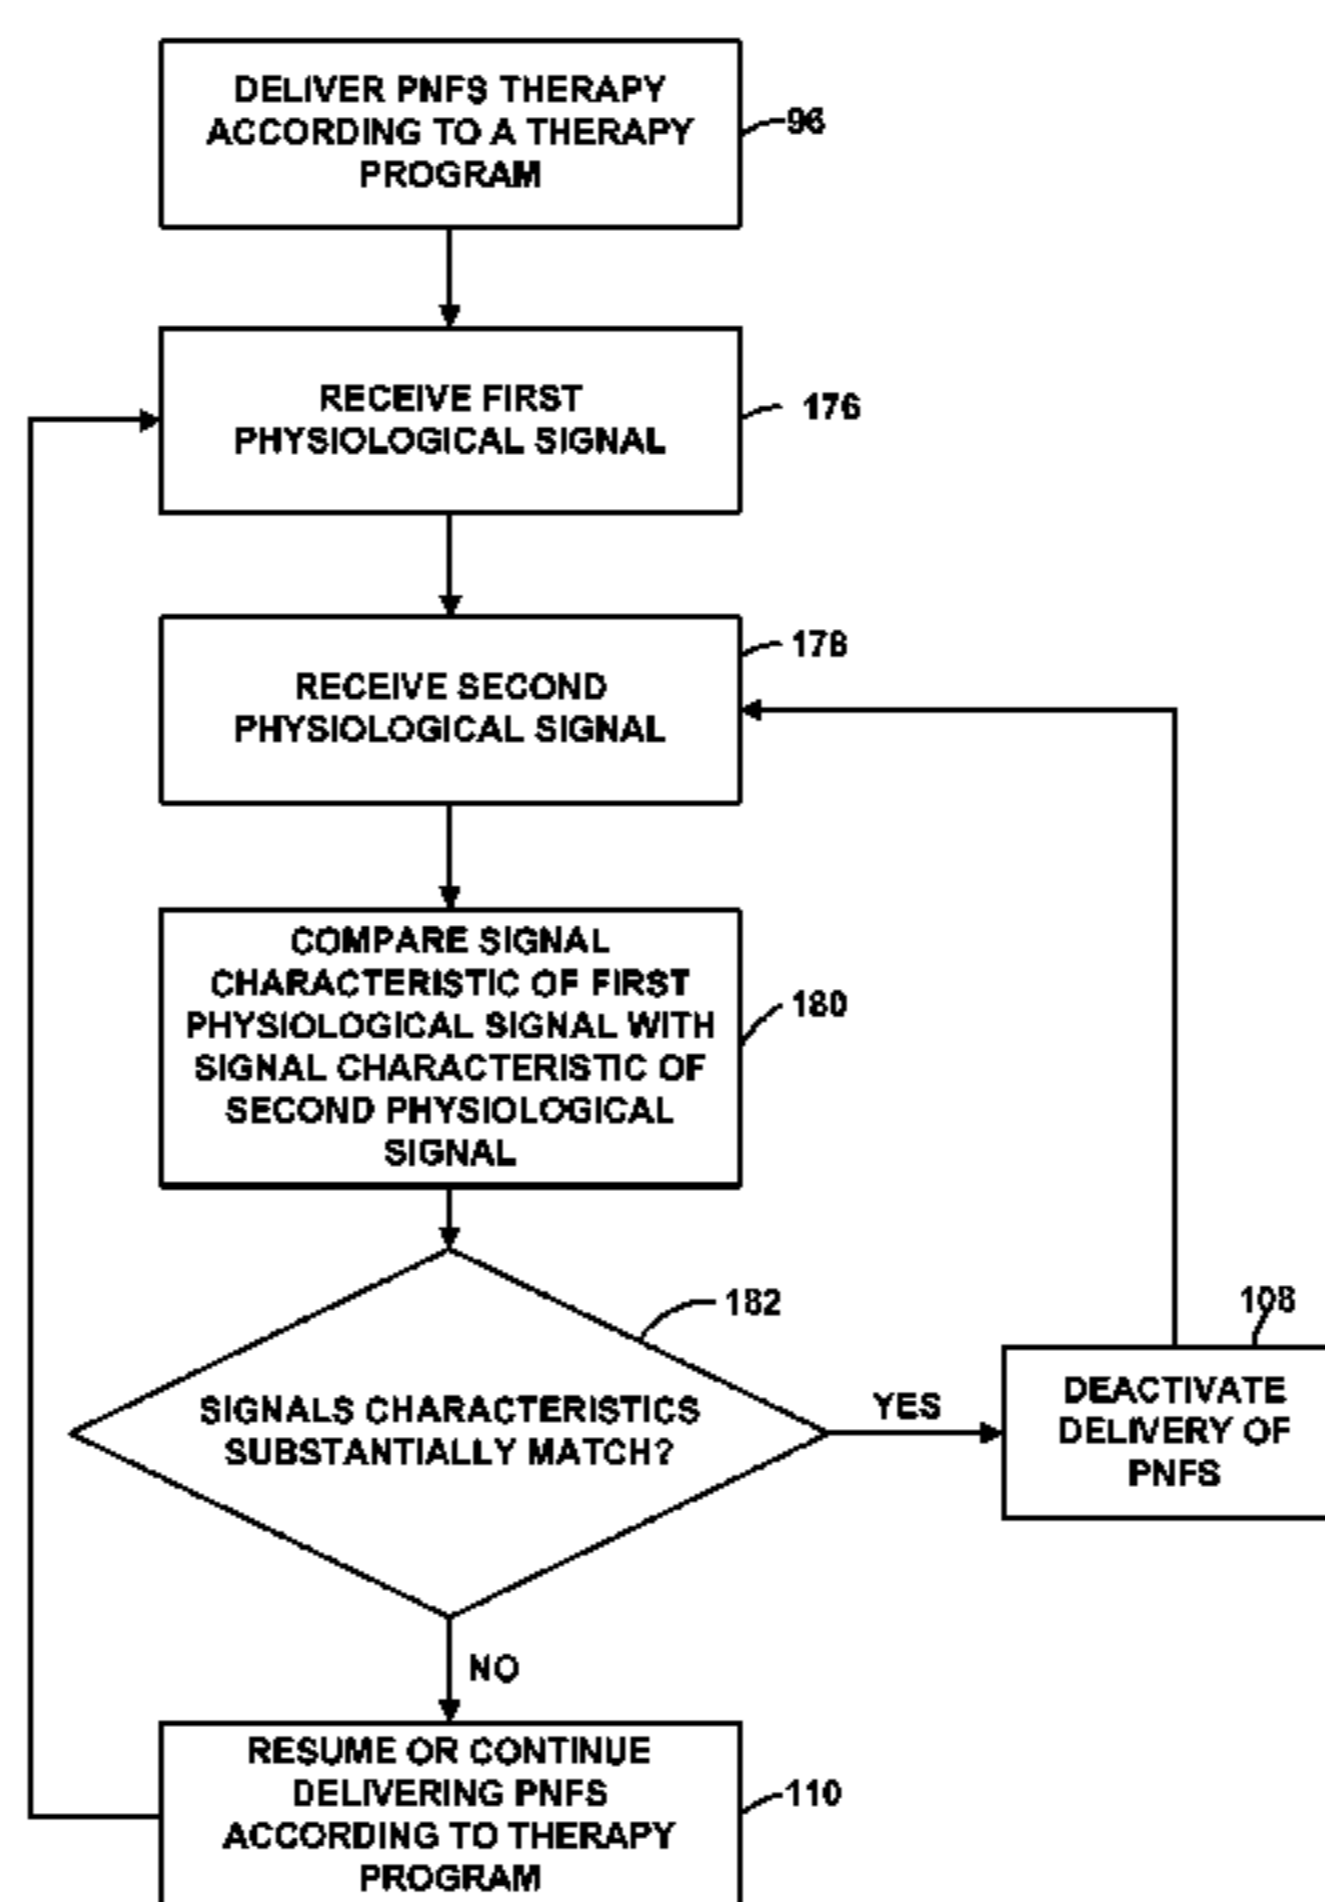 DELIVER PNFS THERAPY
ACCORDING TO A THERAPY
PROGRAM
96
RECEIVE FIRST
PHYSIOLOGICAL SIGNAL
176
RECEIVE SECOND
PHYSIOLOGICAL SIGNAL
178
COMPARE SIGNAL
CHARACTERISTIC OF FIRST
PHYSIOLOGICAL SIGNAL WITH
SIGNAL CHARACTERISTIC OF
SECOND PHYSIOLOGICAL
SIGNAL
180
SIGNALS CHARACTERISTICS
SUBSTANTIALLY MATCH?
182
YES
DEACTIVATE
DELIVERY OF
PNFS
108
NO
RESUME OR CONTINUE
DELIVERING PNFS
ACCORDING TO THERAPY
PROGRAM
110